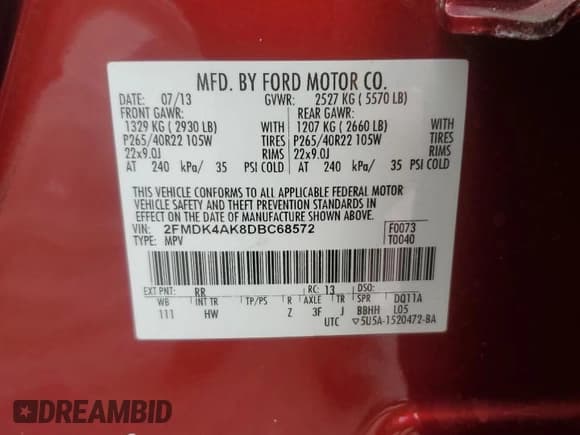 MFD. BY FORD MOTOR CO.
DATE: 07/13 GVWR: 2527 KG ( 5570 LB)
FRONT GAWR: REAR GAWR:
1329 KG ( 2930 LB) WITH 1207 KG ( 2660 LB) WITH
P265/40R22 105W TIRES P265/40R22 105W TIRES
22x9.0J RIMS 22x9.0J RIMS
AT 240 kPa/ 35 PSI COLD AT 240 kPa/ 35 PSI COLD
THIS VEHICLE CONFORMS TO ALL APPLICABLE FEDERAL MOTOR
VEHICLE SAFETY AND THEFT PREVENTION STANDARDS IN
EFFECT ON THE DATE OF MANUFACTURE SHOWN ABOVE.
VIN: 2FMDK4AK8DBC68572 F0073
TYPE: MPV T0040
EXT PNT: RR RC: 13 DSO:
WB INT TR TP/PS R AXLE TR SPR DQ11A
111 HW Z 3F J BBHH L05
UTC ▽5U5A-1520472-BA
DREAMBID